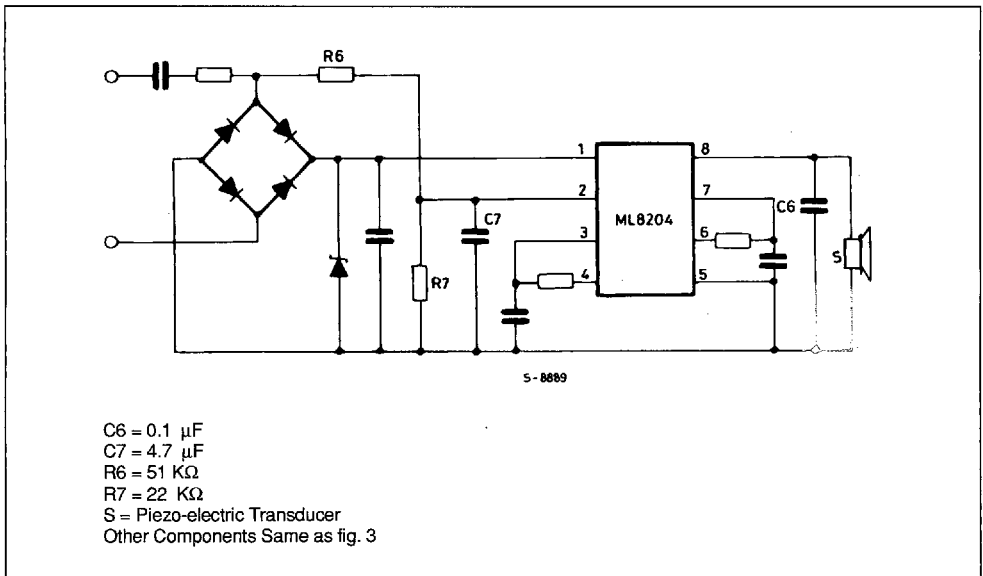 R6
1
8
2
7
C7
C6
ML8204
3
6
S
R7
4
5
S-8889
C6 = 0.1 μF
C7 = 4.7 μF
R6 = 51 KΩ
R7 = 22 KΩ
S = Piezo-electric Transducer
Other Components Same as fig. 3